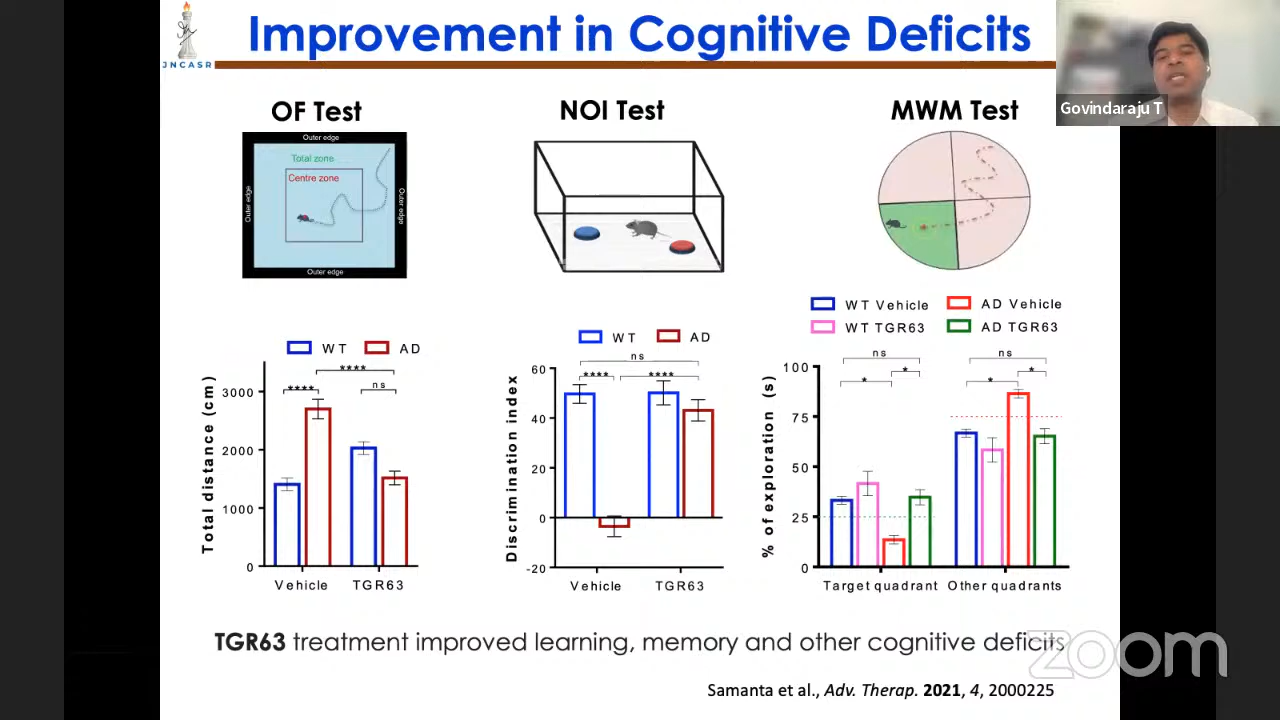 Improvement in Cognitive Deficits
JNCASR
Govindaraju T
OF Test
NOI Test
MWM Test
Outer edge
Total zone
Centre zone
Outer edge
Outer edge
Outer edge
WT AD
**** 
****
ns
Total distance (cm)
3000
2000
1000
0
Vehicle TGR63
WT AD
ns
**** ****
Discrimination index
60
40
20
0
-20
Vehicle TGR63
WT Vehicle AD Vehicle
WT TGR63 AD TGR63
ns ns
* * * *
% of exploration (s)
100
75
50
25
0
Target quadrant Other quadrants
TGR63 treatment improved learning, memory and other cognitive deficits
zoom
Samanta et al., Adv. Therap. 2021, 4, 2000225